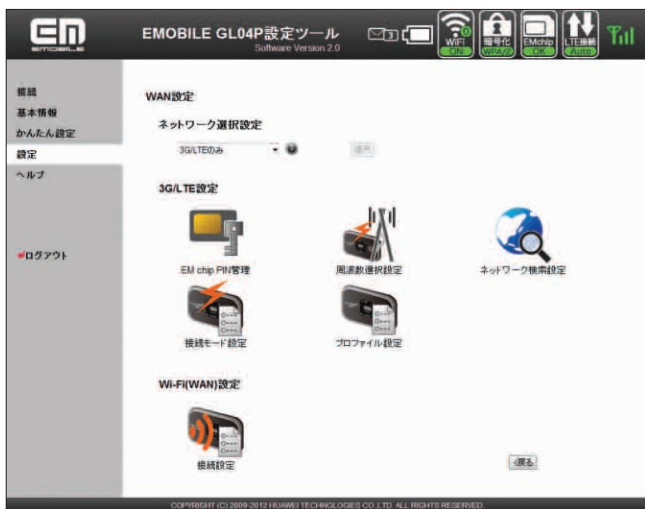 EM
EMOBILE
EMOBILE GL04P設定ツール
Software Version 2.0
3
WiFi
ON
暗号化
WPA/2
EMchip
OK
LTE接続
Auto
接続
基本情報
かんたん設定
設定
ヘルプ
ログアウト
WAN設定
ネットワーク選択設定
3G/LTEのみ
適用
3G/LTE設定
EM chip PIN管理
周波数選択設定
ネットワーク検索設定
接続モード設定
プロファイル設定
Wi-Fi(WAN)設定
接続設定
戻る
COPYRIGHT (C) 2009-2012 HUAWEI TECHNOLOGIES CO.,LTD. ALL RIGHTS RESERVED.